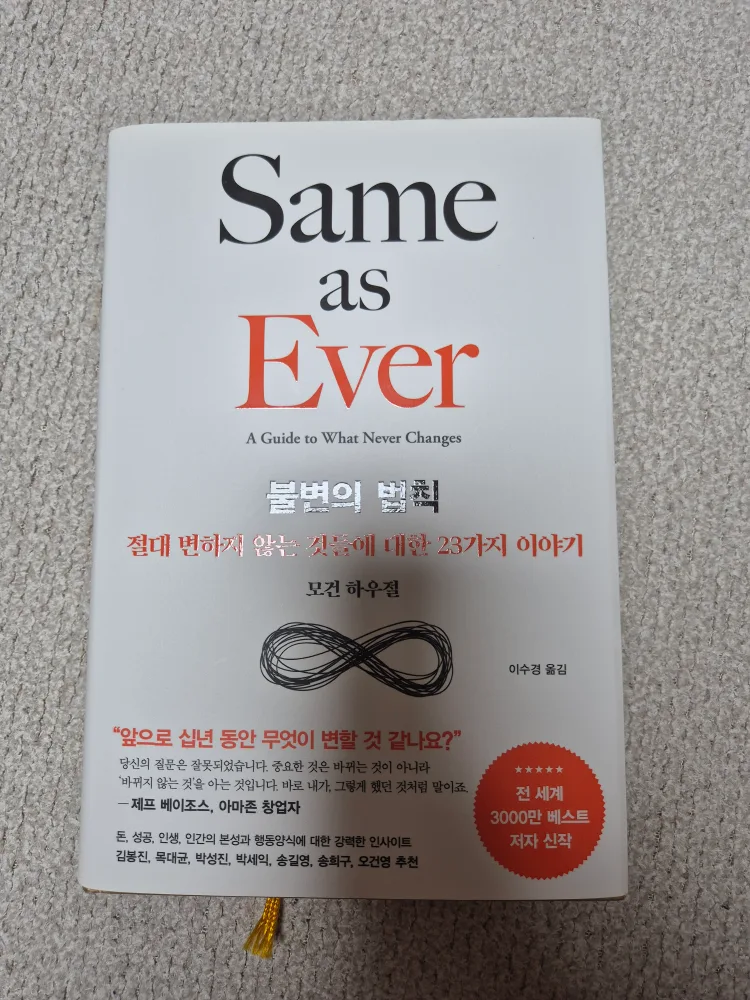 Same
as
Ever
A Guide to What Never Changes
불변의 법칙
절대 변하지 않는 것들에 대한 23가지 이야기
모건 하우절
이수경 옮김
“앞으로 십년 동안 무엇이 변할 것 같나요?”
당신의 질문은 잘못되었습니다. 중요한 것은 바뀌는 것이 아니라
‘바뀌지 않는 것’을 아는 것입니다. 바로 내가, 그렇게 했던 것처럼 말이죠.
— 제프 베이조스, 아마존 창업자
돈, 성공, 인생, 인간의 본성과 행동양식에 대한 강력한 인사이트
김봉진, 목대균, 박성진, 박세익, 송길영, 송희구, 오건영 추천
★★★★★
전 세계
3000만 베스트
저자 신작